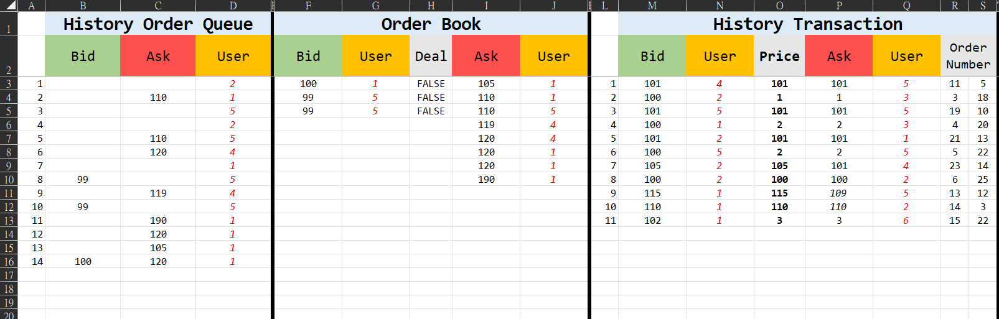 A B C D F G H I J L M N O P Q R S
1 History Order Queue Order Book History Transaction
2 Bid Ask User Bid User Deal Ask User Bid User Price Ask User Order Number
3 1 2 100 1 FALSE 105 1 1 101 4 101 101 5 11 5
4 2 110 1 99 5 FALSE 110 1 2 100 2 1 1 3 3 18
5 3 5 99 5 FALSE 110 5 3 101 5 101 101 5 19 10
6 4 2 119 4 4 100 1 2 2 3 4 20
7 5 110 5 120 4 5 101 2 101 101 1 21 13
8 6 120 4 120 1 6 100 5 2 2 5 5 22
9 7 1 120 1 7 105 2 105 101 4 23 14
10 8 99 5 190 1 8 100 2 100 100 2 6 25
11 9 119 4 9 115 1 115 109 5 13 12
12 10 99 5 10 110 1 110 110 2 14 3
13 11 190 1 11 102 1 3 3 6 15 22
14 12 120 1
15 13 105 1
16 14 100 120 1
17
18
19
20